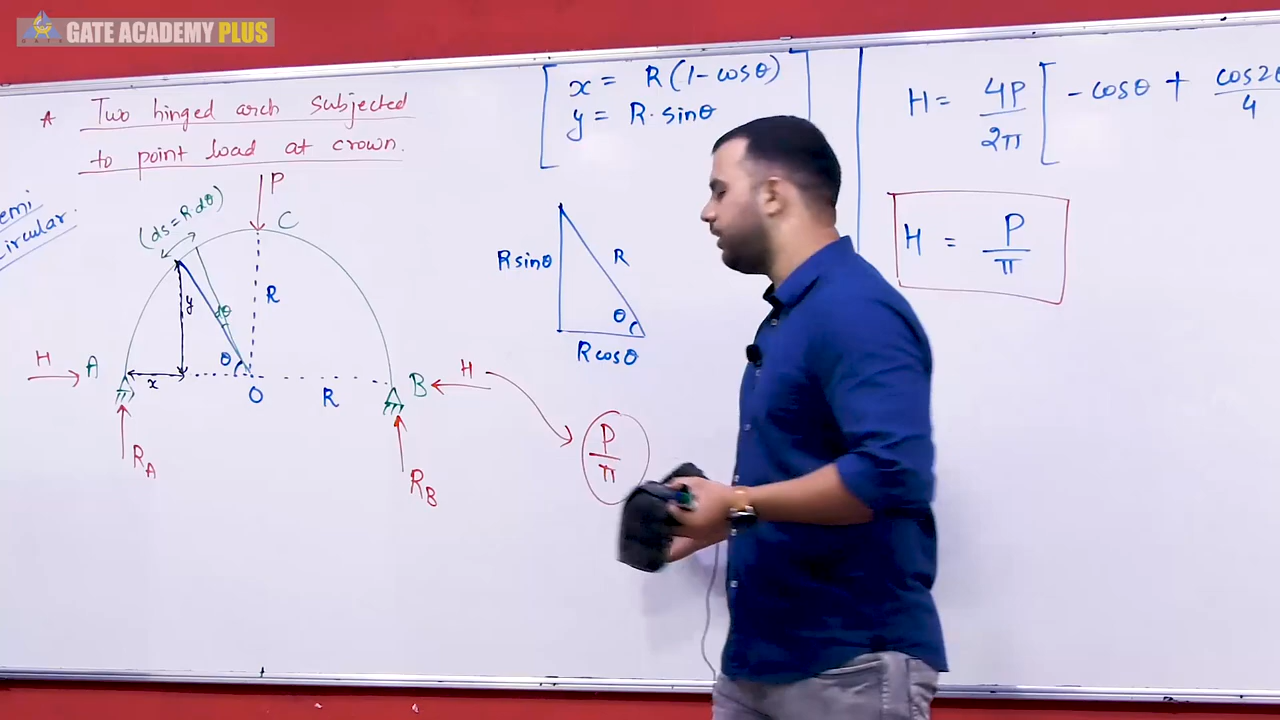 GATE ACADEMY PLUS
Two hinged arch subjected
to point load at crown.
emi
ircular.
(ds = R dθ)
P
C
y
dθ
R
θ
H
A
x
O
R
B
H
R_A
R_B
x = R(1-cosθ)
y = R·sinθ
R sinθ
R
θ
R cosθ
P
π
H = 4P [ -cosθ + cos2θ
2π 4
H = P
π